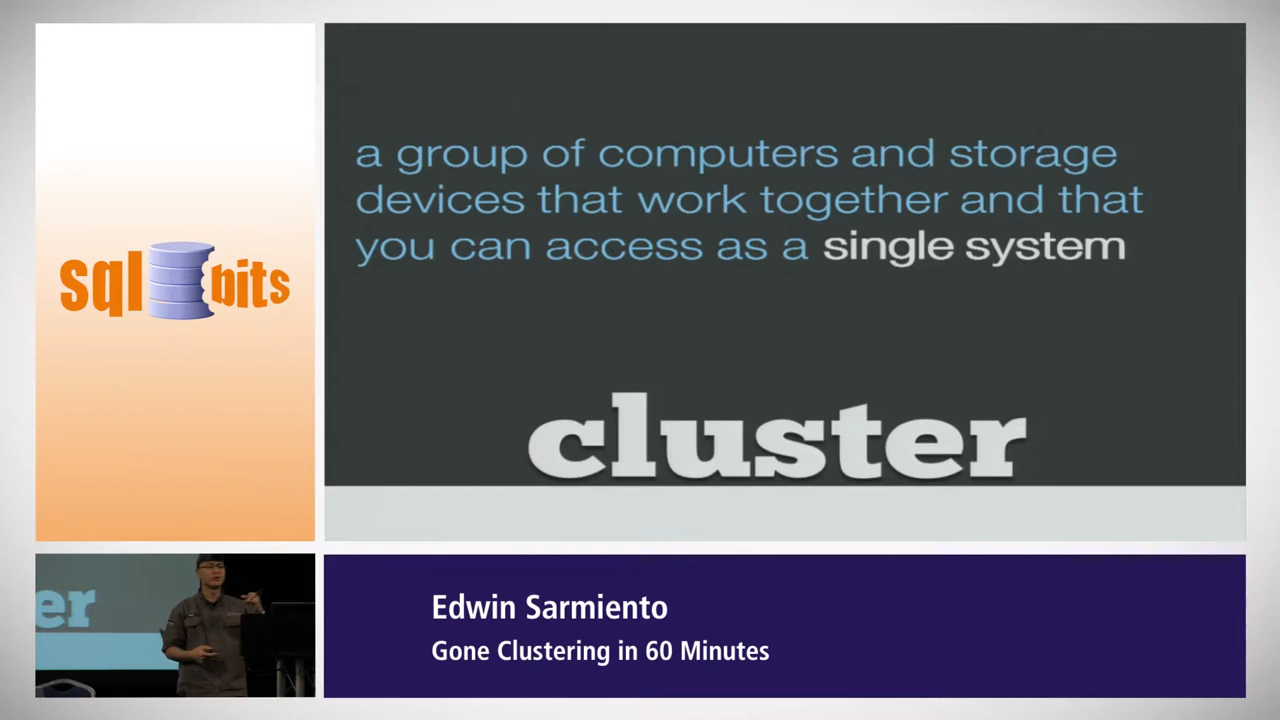 a group of computers and storage
devices that work together and that
you can access as a single system
sql bits
cluster
er
Edwin Sarmiento
Gone Clustering in 60 Minutes